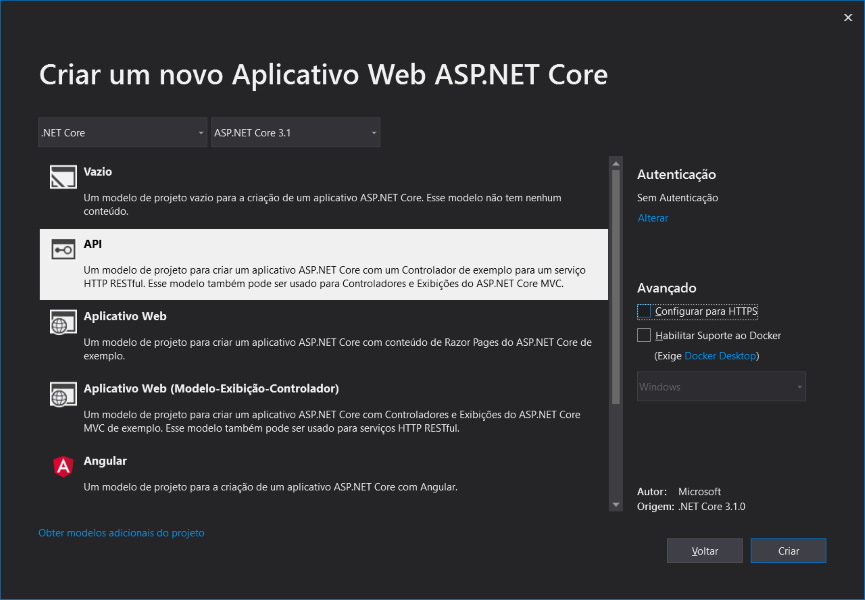 Criar um novo Aplicativo Web ASP.NET Core
.NET Core
ASP.NET Core 3.1
Vazio
Um modelo de projeto vazio para a criação de um aplicativo ASP.NET Core. Esse modelo não tem nenhum
conteúdo.
API
Um modelo de projeto para criar um aplicativo ASP.NET Core com um Controlador de exemplo para um serviço
HTTP RESTful. Esse modelo também pode ser usado para Controladores e Exibições do ASP.NET Core MVC.
Aplicativo Web
Um modelo de projeto para criar um aplicativo ASP.NET Core com conteúdo de Razor Pages do ASP.NET Core de
exemplo.
Aplicativo Web (Modelo-Exibição-Controlador)
Um modelo de projeto para criar um aplicativo ASP.NET Core com Controladores e Exibições do ASP.NET Core
MVC de exemplo. Esse modelo também pode ser usado para serviços HTTP RESTful.
Angular
Um modelo de projeto para a criação de um aplicativo ASP.NET Core com Angular.
Obter modelos adicionais do projeto
Autenticação
Sem Autenticação
Alterar
Avançado
Configurar para HTTPS
Habilitar Suporte ao Docker
(Exige Docker Desktop)
Windows
Autor: Microsoft
Origem: .NET Core 3.1.0
Voltar
Criar